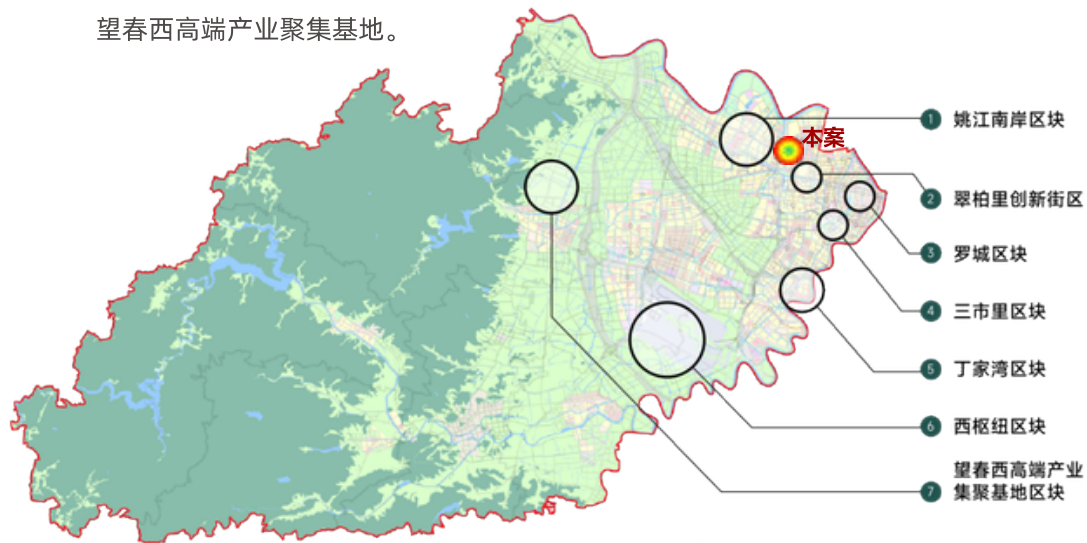 望春西高端产业聚集基地。
1 姚江南岸区块
本案
2 翠柏里创新街区
3 罗城区块
4 三市里区块
5 丁家湾区块
6 西枢纽区块
望春西高端产业
7 集聚基地区块